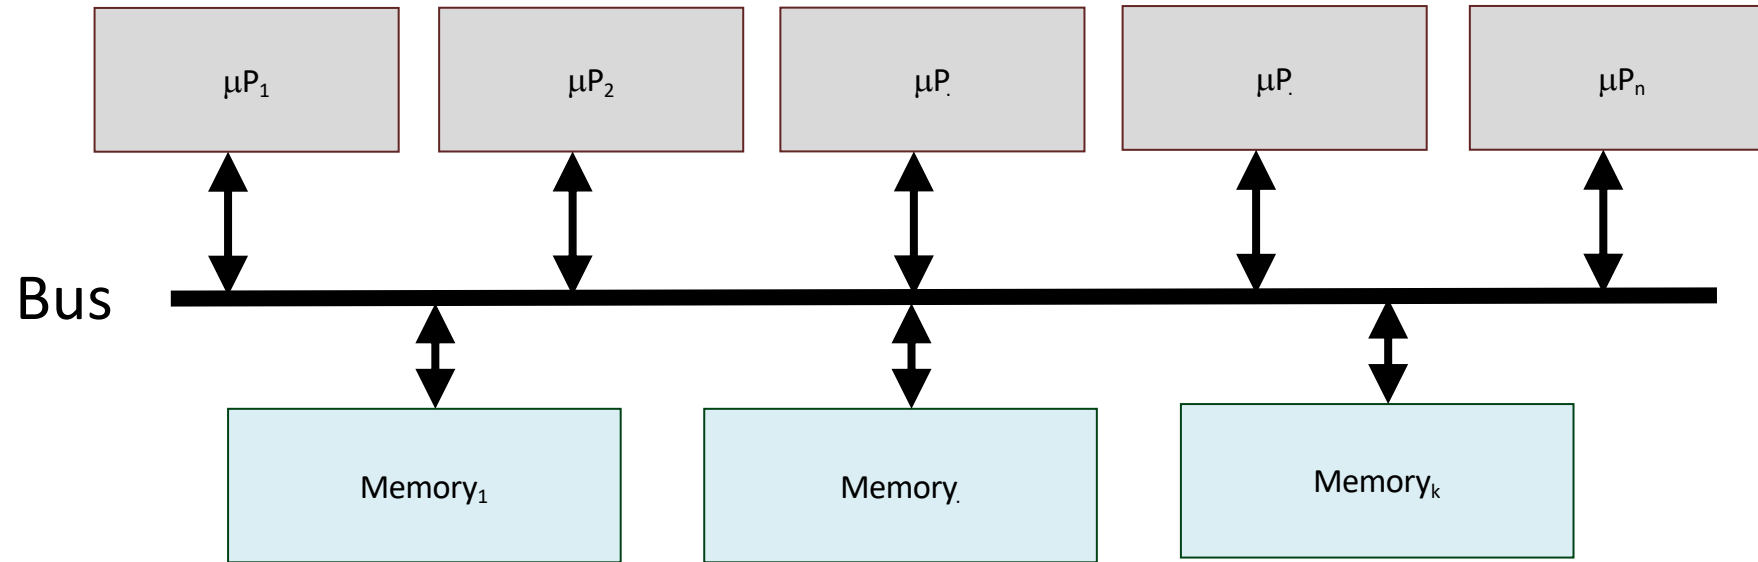 μP1
μP2
μP.
μP.
μPn
Bus
Memory1
Memory.
Memoryk